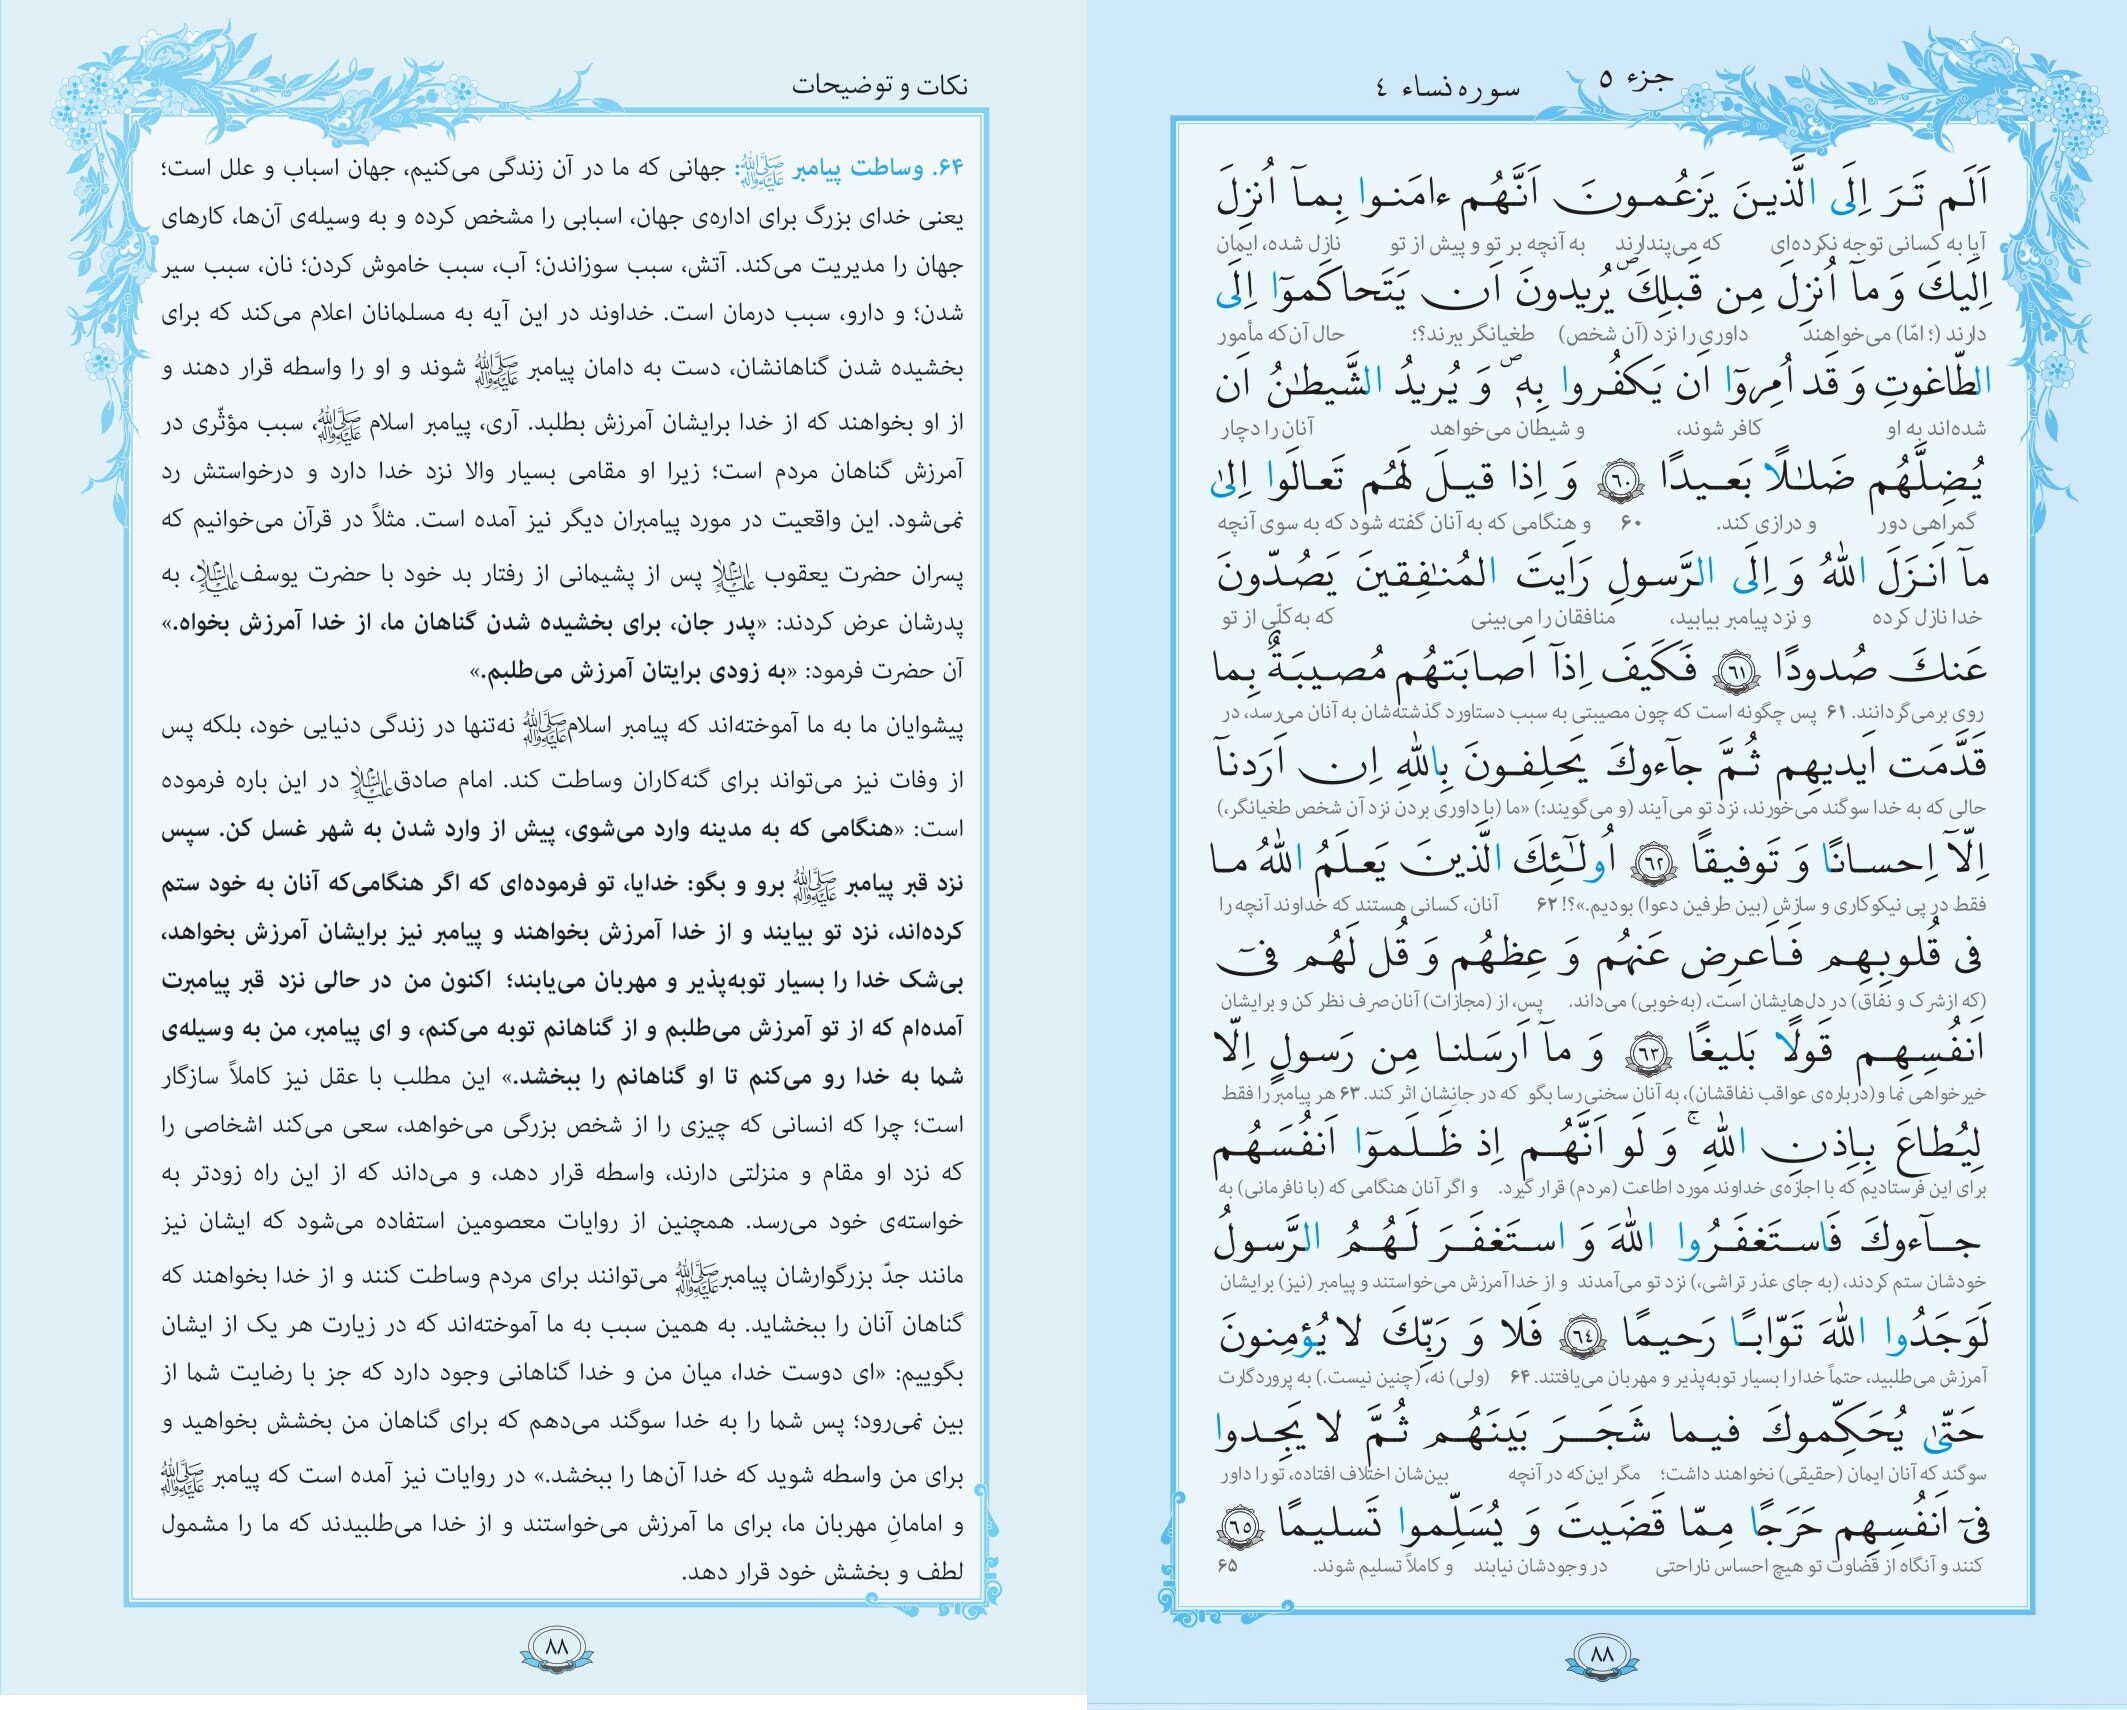 جزء ٥
سوره نساء ٤
اَلَم تَرَ اِلَى الَّذينَ يَزعُمونَ اَنَّهُم ءامَنوا بِمآ اُنزِلَ
آیا به کسانی توجه نکرده‌ای که می‌پندارند به آنچه بر تو و پیش از تو نازل شده، ایمان
اِلَيكَ وَ مآ اُنزِلَ مِن قَبلِكَ يُريدونَ اَن يَتَحاكَموٓا اِلَى
دارند (؛ امّا) می‌خواهند داوری را نزد (آن شخص) طغیانگر ببرند؟؛ حال آن‌که مأمور
الطّاغوتِ وَ قَد اُمِروٓا اَن يَكفُروا بِهٖ ۖ وَ يُريدُ الشَّيطٰنُ اَن
شده‌اند به او کافر شوند، و شیطان می‌خواهد آنان را دچار
يُضِلَّهُم ضَلٰلًا بَعيدًا ﴿٦٠﴾ وَ اِذا قيلَ لَهُم تَعالَوا اِلىٰ
گمراهی دور و درازی کند. ۶۰ و هنگامی که به آنان گفته شود که به سوی آنچه
مآ اَنزَلَ اللهُ وَ اِلَى الرَّسولِ رَاَيتَ المُنٰفِقينَ يَصُدّونَ
خدا نازل کرده و نزد پیامبر بیایید، منافقان را می‌بینی که به‌کلّی از تو
عَنكَ صُدودًا ﴿٦١﴾ فَكَيفَ اِذآ اَصابَتهُم مُصيبَةٌ بِما
روی برمی‌گردانند. ۶۱ پس چگونه است که چون مصیبتی به سبب دستاورد گذشته‌شان به آنان می‌رسد، در
قَدَّمَت اَيديهِم ثُمَّ جآءوكَ يَحلِفونَ بِاللهِ اِن اَرَدنآ
حالی که به خدا سوگند می‌خورند، نزد تو می‌آیند (و می‌گویند:) «ما (با داوری بردن نزد آن شخص طغیانگر،)
اِلّآ اِحسانًا وَ تَوفيقًا ﴿٦٢﴾ اُولٰٓئِكَ الَّذينَ يَعلَمُ اللهُ ما
فقط در پی نیکوکاری و سازش (بین طرفین دعوا) بودیم.»؟! ۶۲ آنان، کسانی هستند که خداوند آنچه را
فى قُلوبِهِم فَاَعرِض عَنهُم وَ عِظهُم وَ قُل لَهُم فىٓ
(که ازشرک و نفاق) در دل‌هایشان است، (به‌خوبی) می‌داند. پس، از (مجازات) آنان‌صرف نظر کن و برایشان
اَنفُسِهِم قَولًا بَليغًا ﴿٦٣﴾ وَ مآ اَرسَلنا مِن رَسولٍ اِلّا
خیرخواهی نما و(درباره‌ی عواقب نفاقشان)، به آنان سخنی رسا بگو که در جانشان اثر کند. ۶۳ هر پیامبر را فقط
لِيُطاعَ بِاِذنِ اللهِ ۚ وَ لَو اَنَّهُم اِذ ظَلَموٓا اَنفُسَهُم
برای این فرستادیم که با اجازه‌ی خداوند مورد اطاعت (مردم) قرار گیرد. و اگر آنان هنگامی که (با نافرمانی) به
جآءوكَ فَاستَغفَرُوا اللهَ وَ استَغفَرَ لَهُمُ الرَّسولُ
خودشان ستم کردند، (به جای عذر تراشی،) نزد تو می‌آمدند و از خدا آمرزش می‌خواستند و پیامبر (نیز) برایشان
لَوَجَدُوا اللهَ تَوّابًا رَحيمًا ﴿٦٤﴾ فَلا وَ رَبِّكَ لا يُؤمِنونَ
آمرزش می‌طلبید، حتماً خدا را بسیار توبه‌پذیر و مهربان می‌یافتند. ۶۴ (ولی) نه، (چنین نیست.) به پروردگارت
حَتّىٰ يُحَكِّموكَ فيما شَجَرَ بَينَهُم ثُمَّ لا يَجِدوا
سوگند که آنان ایمان (حقیقی) نخواهند داشت؛ مگر این‌که در آنچه بین‌شان اختلاف افتاده، تو را داور
فىٓ اَنفُسِهِم حَرَجًا مِمّا قَضَيتَ وَ يُسَلِّموا تَسليمًا ﴿٦٥﴾
کنند و آنگاه از قضاوت تو هیچ احساس ناراحتی در وجودشان نیابند و کاملاً تسلیم شوند. ۶۵
۸۸
نکات و توضیحات
۶۴. وساطت پیامبر ﷺ: جهانی که ما در آن زندگی می‌کنیم، جهان اسباب و علل است؛
یعنی خدای بزرگ برای اداره‌ی جهان، اسبابی را مشخص کرده و به وسیله‌ی آن‌ها، کارهای
جهان را مدیریت می‌کند. آتش، سبب سوزاندن؛ آب، سبب خاموش کردن؛ نان، سبب سیر
شدن؛ و دارو، سبب درمان است. خداوند در این آیه به مسلمانان اعلام می‌کند که برای
بخشیده شدن گناهانشان، دست به دامان پیامبر ﷺ شوند و او را واسطه قرار دهند و
از او بخواهند که از خدا برایشان آمرزش بطلبد. آری، پیامبر اسلام ﷺ، سبب مؤثّری در
آمرزش گناهان مردم است؛ زیرا او مقامی بسیار والا نزد خدا دارد و درخواستش رد
نمی‌شود. این واقعیت در مورد پیامبران دیگر نیز آمده است. مثلاً در قرآن می‌خوانیم که
پسران حضرت یعقوب علیه‌السلام پس از پشیمانی از رفتار بد خود با حضرت یوسف علیه‌السلام، به
پدرشان عرض کردند: «پدر جان، برای بخشیده شدن گناهان ما، از خدا آمرزش بخواه.»
آن حضرت فرمود: «به زودی برایتان آمرزش می‌طلبم.»
پیشوایان ما به ما آموخته‌اند که پیامبر اسلام ﷺ نه‌تنها در زندگی دنیایی خود، بلکه پس
از وفات نیز می‌تواند برای گنه‌کاران وساطت کند. امام صادق علیه‌السلام در این باره فرموده
است: «هنگامی که به مدینه وارد می‌شوی، پیش از وارد شدن به شهر غسل کن. سپس
نزد قبر پیامبر ﷺ برو و بگو: خدایا، تو فرموده‌ای که اگر هنگامی‌که آنان به خود ستم
کرده‌اند، نزد تو بیایند و از خدا آمرزش بخواهند و پیامبر نیز برایشان آمرزش بخواهد،
بی‌شک خدا را بسیار توبه‌پذیر و مهربان می‌یابند؛ اکنون من در حالی نزد قبر پیامبرت
آمده‌ام که از تو آمرزش می‌طلبم و از گناهانم توبه می‌کنم، و ای پیامبر، من به وسیله‌ی
شما به خدا رو می‌کنم تا او گناهانم را ببخشد.» این مطلب با عقل نیز کاملاً سازگار
است؛ چرا که انسانی که چیزی را از شخص بزرگی می‌خواهد، سعی می‌کند اشخاصی را
که نزد او مقام و منزلتی دارند، واسطه قرار دهد، و می‌داند که از این راه زودتر به
خواسته‌ی خود می‌رسد. همچنین از روایات معصومین استفاده می‌شود که ایشان نیز
مانند جدّ بزرگوارشان پیامبر ﷺ می‌توانند برای مردم وساطت کنند و از خدا بخواهند که
گناهان آنان را ببخشاید. به همین سبب به ما آموخته‌اند که در زیارت هر یک از ایشان
بگوییم: «ای دوست خدا، میان من و خدا گناهانی وجود دارد که جز با رضایت شما از
بین نمی‌رود؛ پس شما را به خدا سوگند می‌دهم که برای گناهان من بخشش بخواهید و
برای من واسطه شوید که خدا آن‌ها را ببخشد.» در روایات نیز آمده است که پیامبر ﷺ
و امامانِ مهربان ما، برای ما آمرزش می‌خواستند و از خدا می‌طلبیدند که ما را مشمول
لطف و بخشش خود قرار دهد.
۸۸